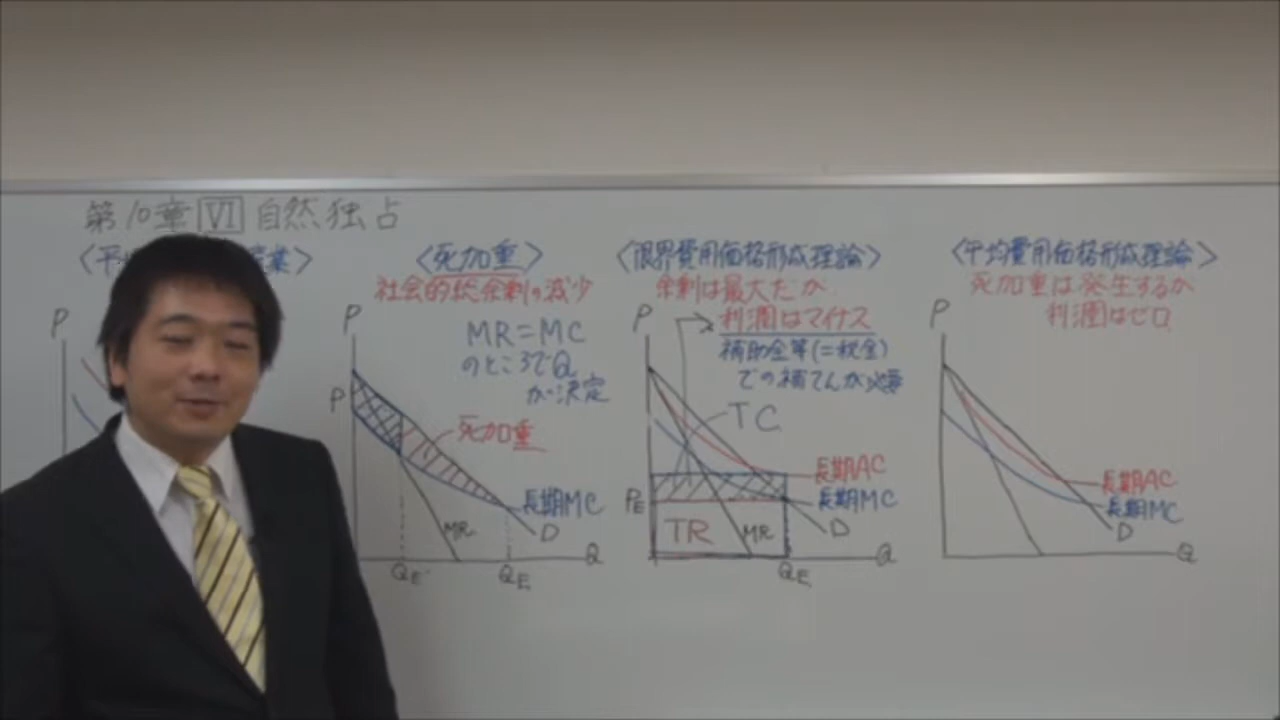 第10章 VI 自然独占
〈平 業〉
P
〈死加重〉
社会的総余剰の減少
MR=MC
のところでQ
が決定
P
P
死加重
長期MC
MR
D
Q
QE'
QE
〈限界費用価格形成理論〉
余剰は最大だが
利潤はマイナス
補助金等(=税金)
での補てんが必要
P
TC
長期AC
長期MC
PE
TR
MR
D
Q
QE
〈平均費用価格形成理論〉
死加重は発生するが
利潤はゼロ
P
長期AC
長期MC
D
Q